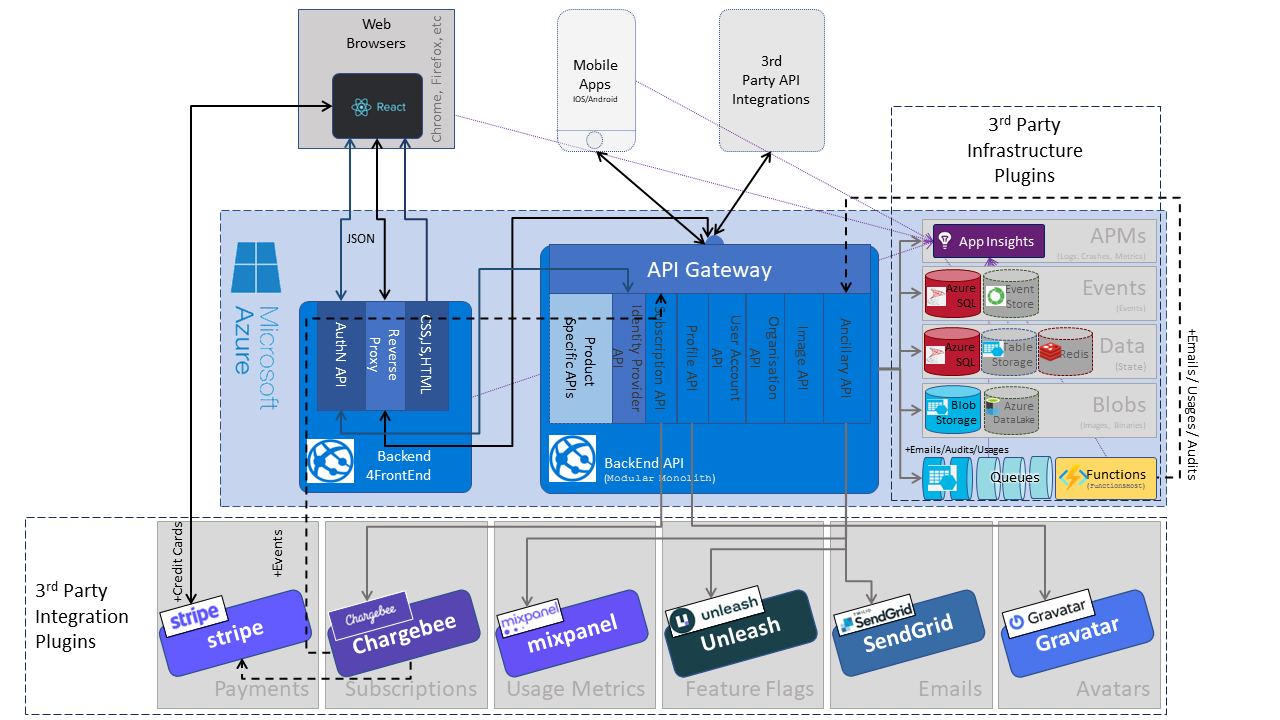 Web
Browsers
Chrome, Firefox, etc
React
Mobile
Apps
IOS/Android
3rd
Party API
Integrations
3rd Party
Infrastructure
Plugins
JSON
Microsoft
Azure
API Gateway
AuthN API
Reverse
Proxy
CSS,JS,HTML
Backend
4FrontEnd
Product
Specific APIs
Identity Provider
API
Subscription API
Profile API
User Account
API
Organisation
API
Image API
Ancillary API
BackEnd API
(Modular Monolith)
App Insights
APMs
(Logs, Crashes, Metrics)
Azure
SQL
Event
Store
Events
(Events)
Azure
SQL
Table
Storage
Redis
Data
(State)
Blob
Storage
Azure
DataLake
Blobs
(Images, Binaries)
+Emails/Audits/Usages
Queues
Functions
(FunctionsHost)
+Emails/ Usages/ Audits
3rd Party
Integration
Plugins
+Credit Cards
stripe
stripe
Payments
+Events
Chargebee
Chargebee
Subscriptions
mixpanel
mixpanel
Usage Metrics
unleash
Unleash
Feature Flags
TWILIO
SendGrid
SendGrid
Emails
Gravatar
Gravatar
Avatars